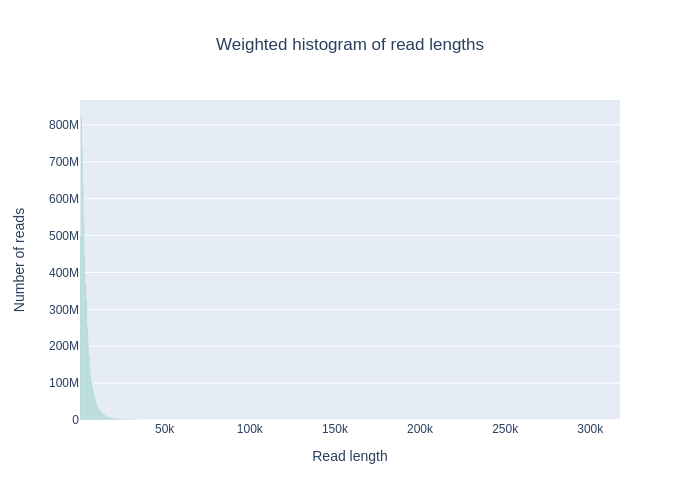 Weighted histogram of read lengths
800M
700M
600M
500M
400M
300M
200M
100M
0
Number of reads
50k 100k 150k 200k 250k 300k
Read length